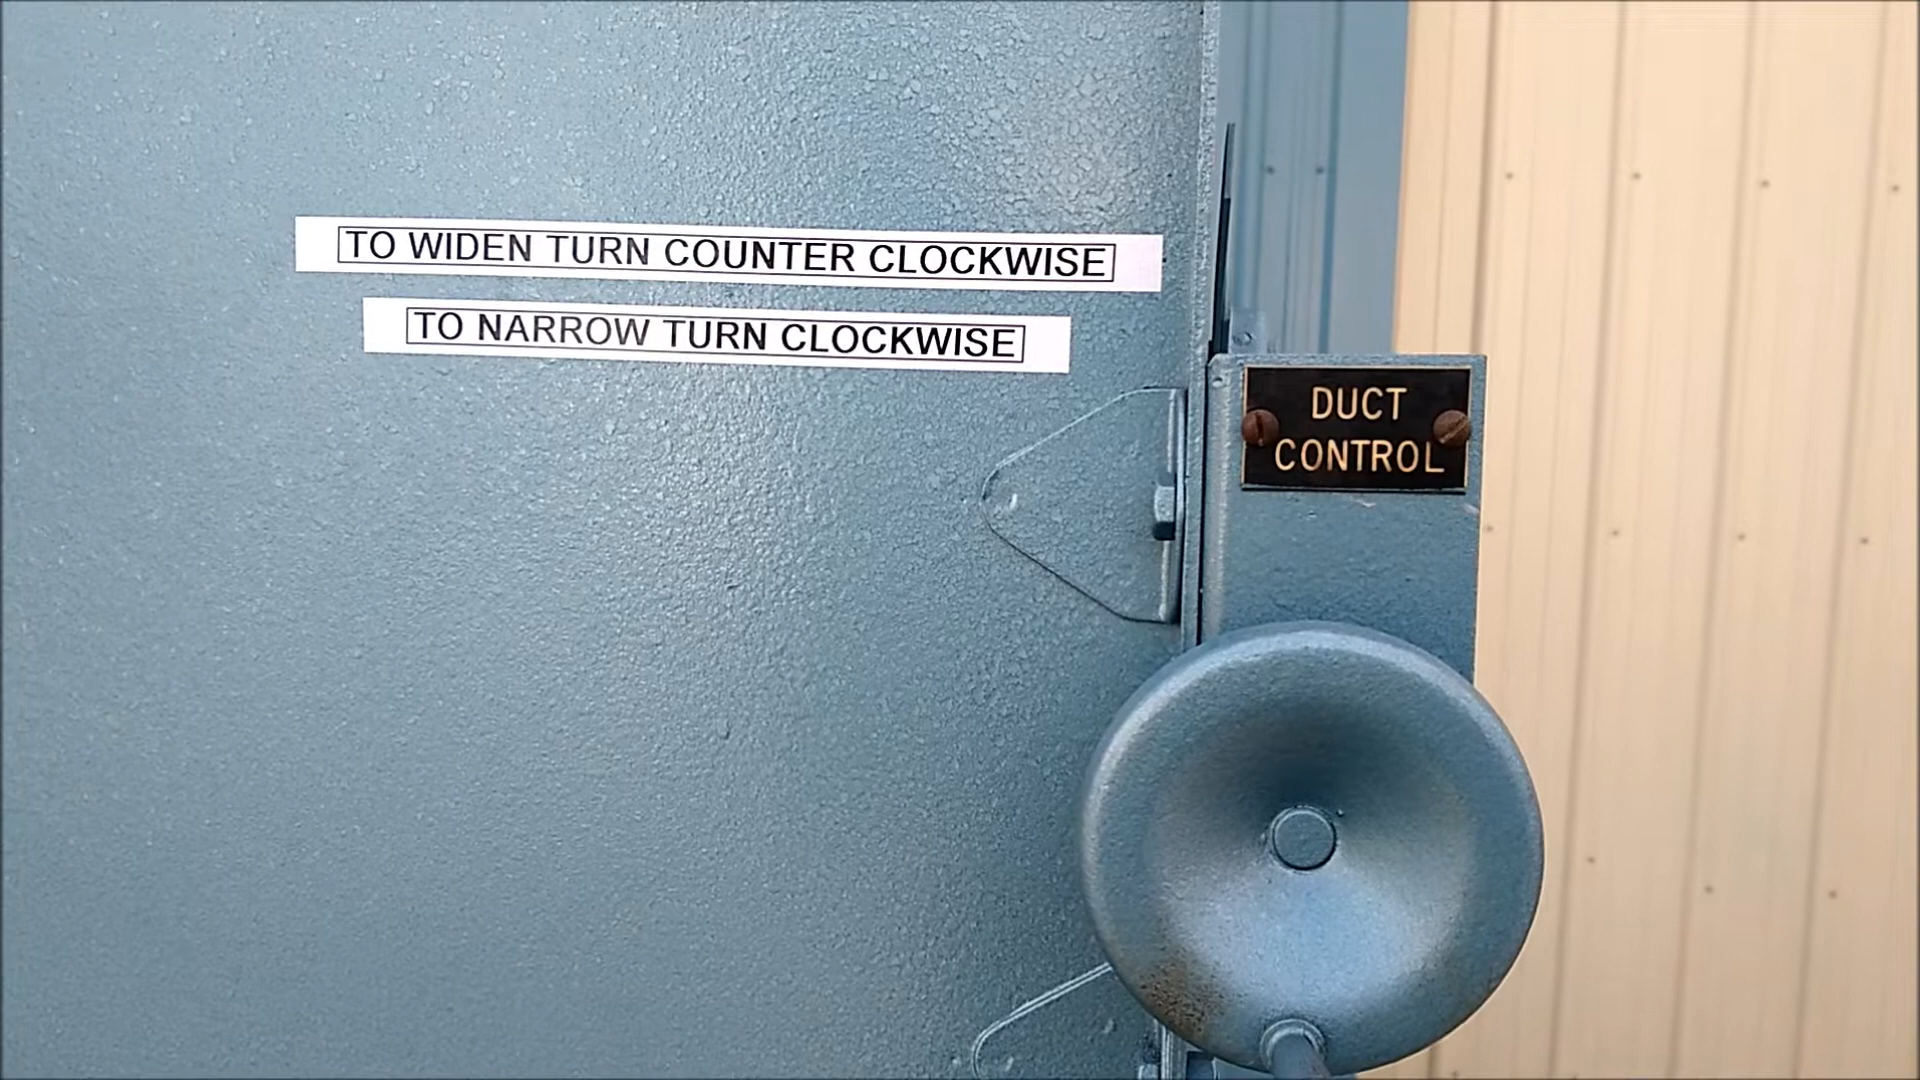 TO WIDEN TURN COUNTER CLOCKWISE
TO NARROW TURN CLOCKWISE
DUCT
CONTROL